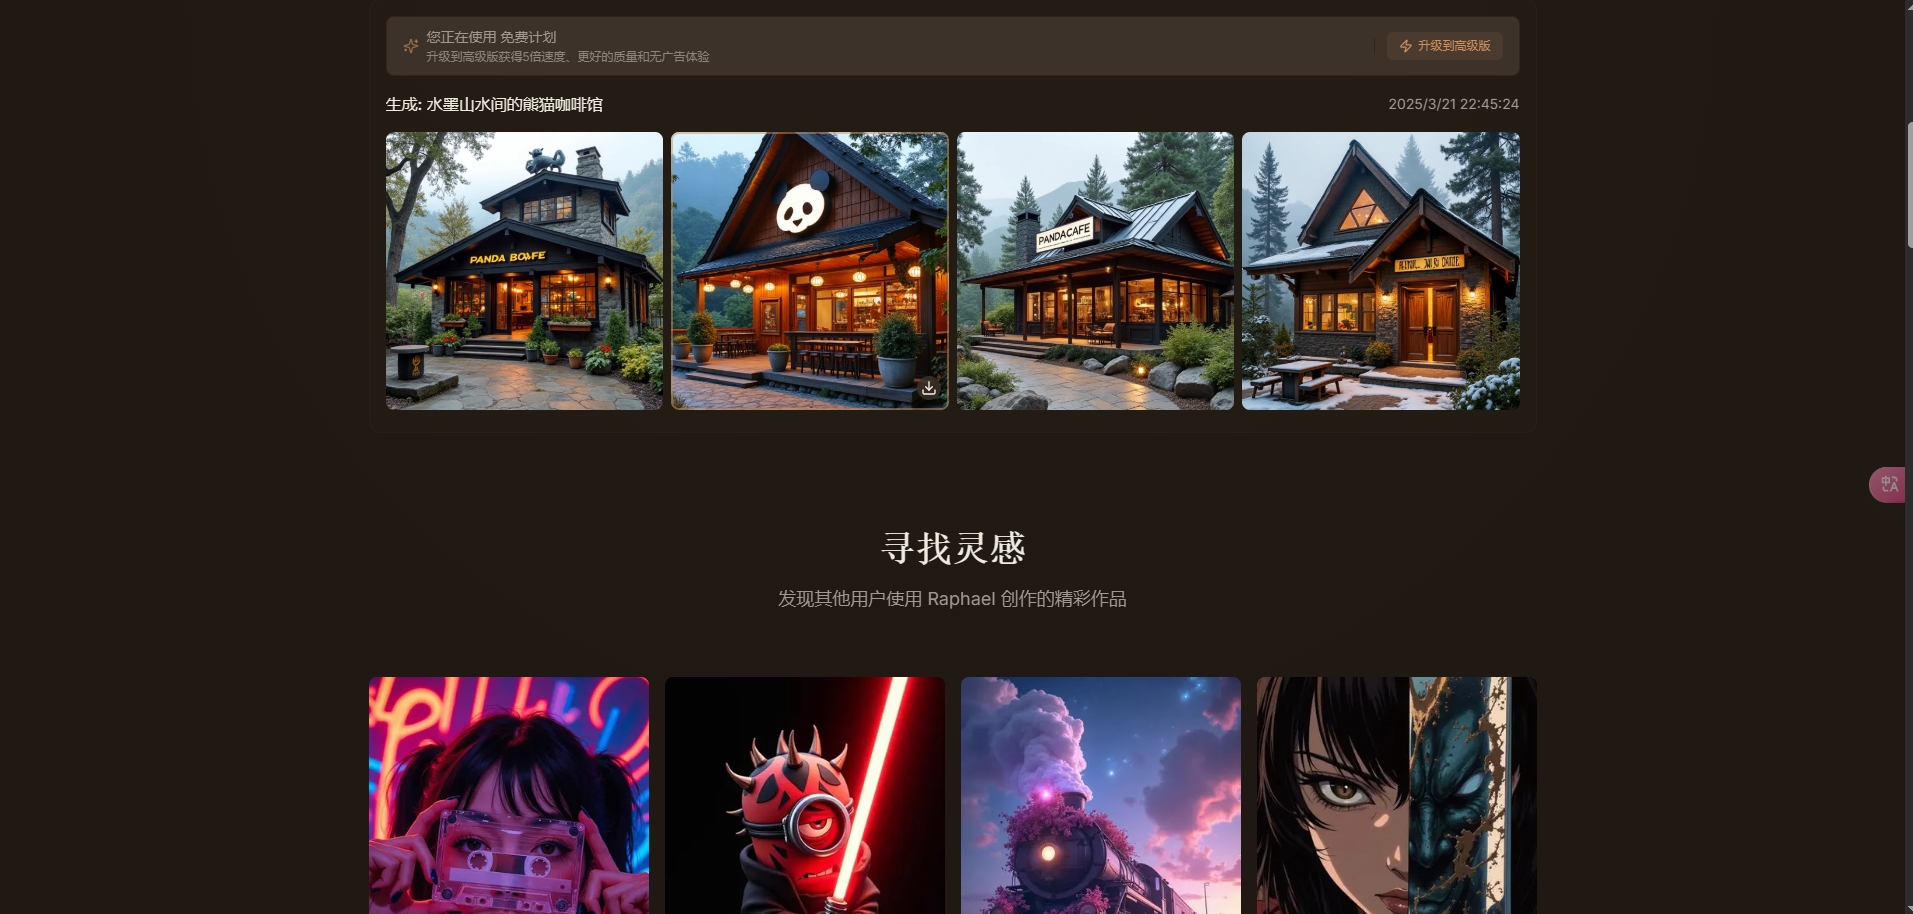 您正在使用 免费计划
升级到高级版获得5倍速度、更好的质量和无广告体验
升级到高级版
生成: 水墨山水间的熊猫咖啡馆
2025/3/21 22:45:24
PANDA BOAFE
PANDACAFE
寻找灵感
发现其他用户使用 Raphael 创作的精彩作品